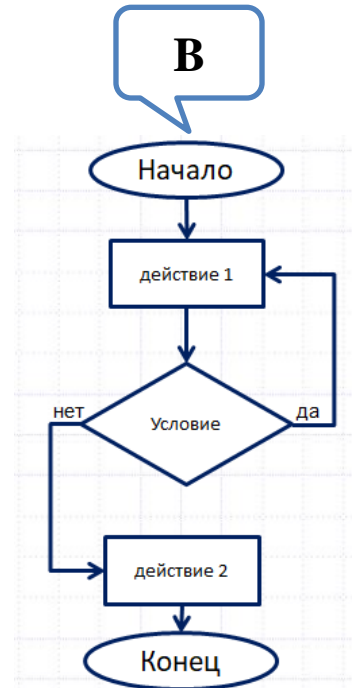 В
Начало
действие 1
Условие
нет
да
действие 2
Конец